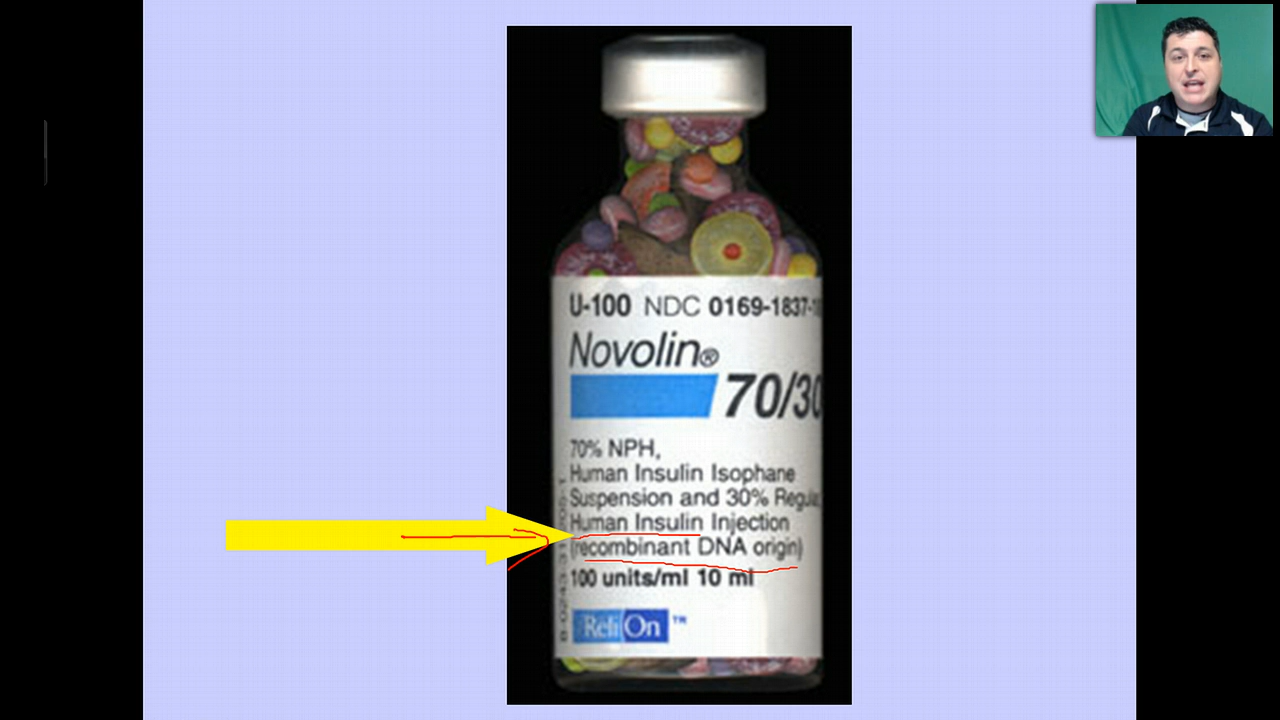 U-100 NDC 0169-1837-
Novolin®
70/30
70% NPH,
Human Insulin Isophane
Suspension and 30% Regula
Human Insulin Injection
(recombinant DNA origin)
100 units/ml 10 ml
ReliOn™